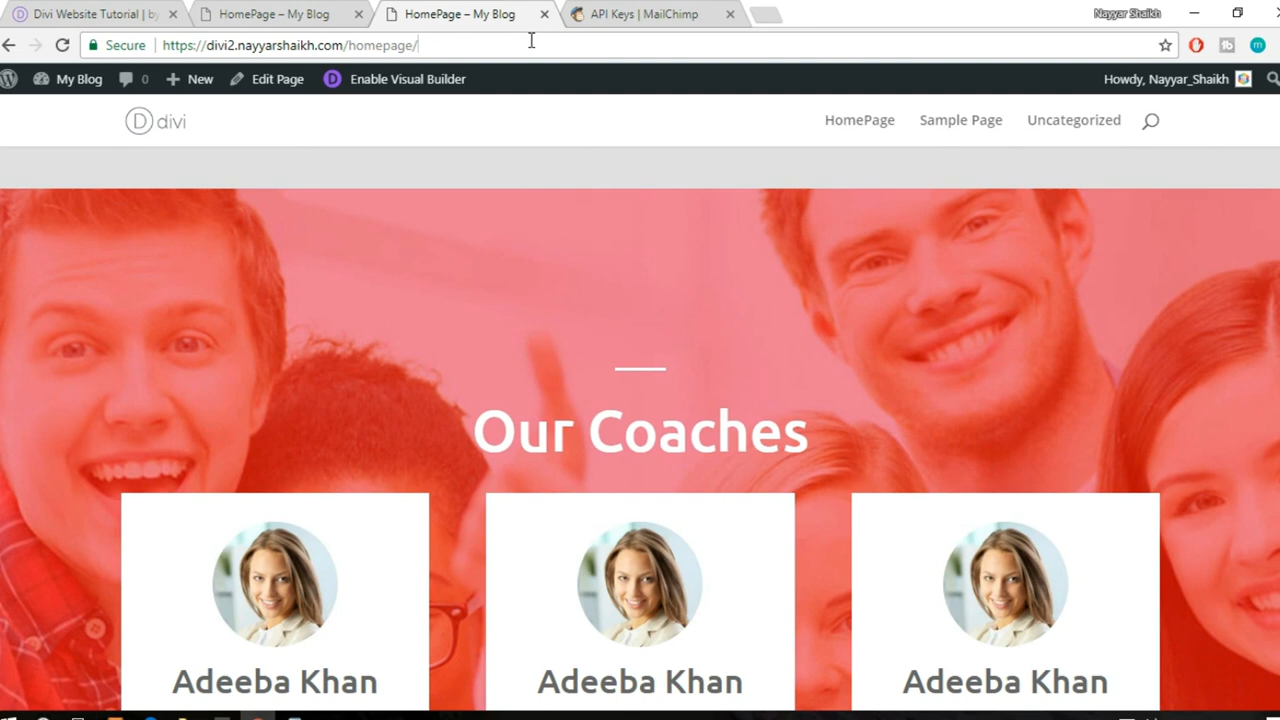 Divi Website Tutorial | by
HomePage – My Blog
HomePage – My Blog
API Keys | MailChimp
Nayyar Shaikh
Secure
https://divi2.nayyarshaikh.com/homepage/
My Blog
0
New
Edit Page
D
Enable Visual Builder
Howdy, Nayyar_Shaikh
D divi
HomePage
Sample Page
Uncategorized
Our Coaches
Adeeba Khan
Adeeba Khan
Adeeba Khan